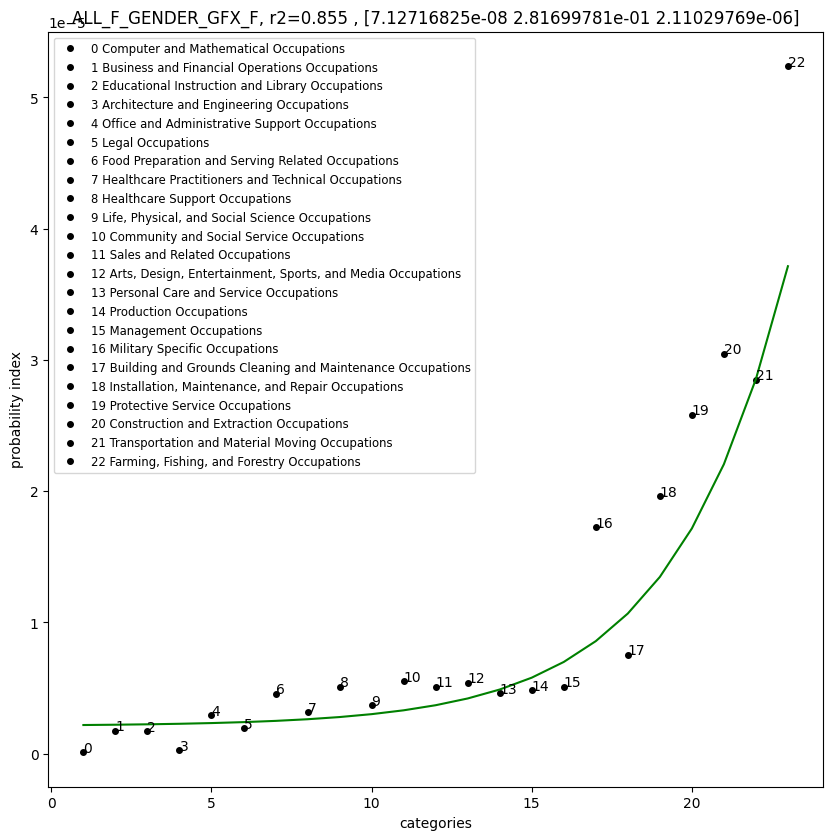 ALL_F_GENDER_GFX_F, r2=0.855 , [7.12716825e-08 2.81699781e-01 2.11029769e-06]
1e−5
0 Computer and Mathematical Occupations
1 Business and Financial Operations Occupations
2 Educational Instruction and Library Occupations
3 Architecture and Engineering Occupations
4 Office and Administrative Support Occupations
5 Legal Occupations
6 Food Preparation and Serving Related Occupations
7 Healthcare Practitioners and Technical Occupations
8 Healthcare Support Occupations
9 Life, Physical, and Social Science Occupations
10 Community and Social Service Occupations
11 Sales and Related Occupations
12 Arts, Design, Entertainment, Sports, and Media Occupations
13 Personal Care and Service Occupations
14 Production Occupations
15 Management Occupations
16 Military Specific Occupations
17 Building and Grounds Cleaning and Maintenance Occupations
18 Installation, Maintenance, and Repair Occupations
19 Protective Service Occupations
20 Construction and Extraction Occupations
21 Transportation and Material Moving Occupations
22 Farming, Fishing, and Forestry Occupations
probability index
5
4
3
2
1
0
22
20
21
19
18
16
17
0
1
2
3
4
5
6
7
8
9
10
11
12
13
14
15
0 5 10 15 20
categories